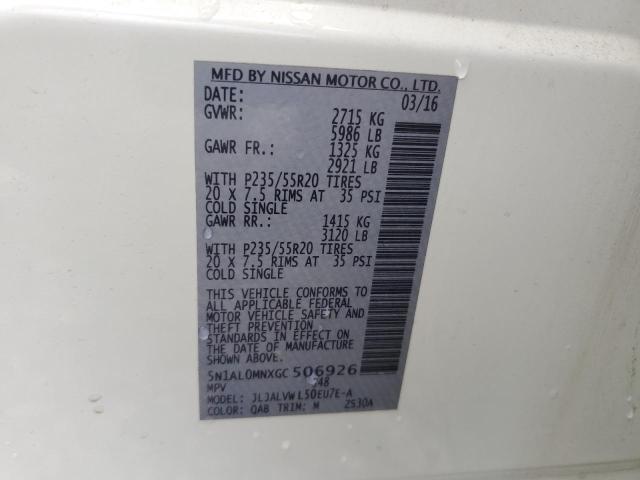 MFD BY NISSAN MOTOR CO., LTD.
DATE: 03/16
GVWR: 2715 KG
5986 LB
GAWR FR.: 1325 KG
2921 LB
WITH P235/55R20 TIRES
20 X 7.5 RIMS AT 35 PSI
COLD SINGLE
GAWR RR.: 1415 KG
3120 LB
WITH P235/55R20 TIRES
20 X 7.5 RIMS AT 35 PSI
COLD SINGLE
THIS VEHICLE CONFORMS TO
ALL APPLICABLE FEDERAL
MOTOR VEHICLE SAFETY AND
THEFT PREVENTION
STANDARDS IN EFFECT ON
THE DATE OF MANUFACTURE
SHOWN ABOVE.
5N1AL0MNXGC 506926
MPV 948
MODEL: JLJALVWL50EU7E-A
COLOR: QAB TRIM: M ZS30A